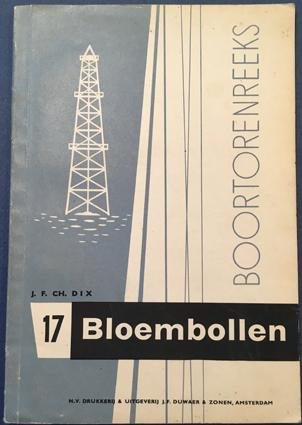 BOORTORENREEKS
J. F. CH. DIX
17 Bloembollen
N.V. DRUKKERIJ & UITGEVERIJ J.F. DUWAER & ZONEN, AMSTERDAM